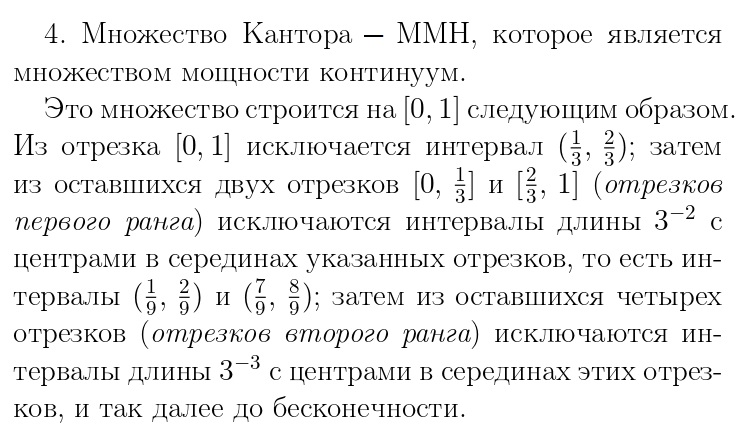 4. Множество Кантора — ММН, которое является
множеством мощности континуум.
Это множество строится на [0, 1] следующим образом.
Из отрезка [0, 1] исключается интервал (1/3, 2/3); затем
из оставшихся двух отрезков [0, 1/3] и [2/3, 1] (отрезков
первого ранга) исключаются интервалы длины 3⁻² с
центрами в серединах указанных отрезков, то есть ин-
тервалы (1/9, 2/9) и (7/9, 8/9); затем из оставшихся четырех
отрезков (отрезков второго ранга) исключаются ин-
тервалы длины 3⁻³ с центрами в серединах этих отрез-
ков, и так далее до бесконечности.